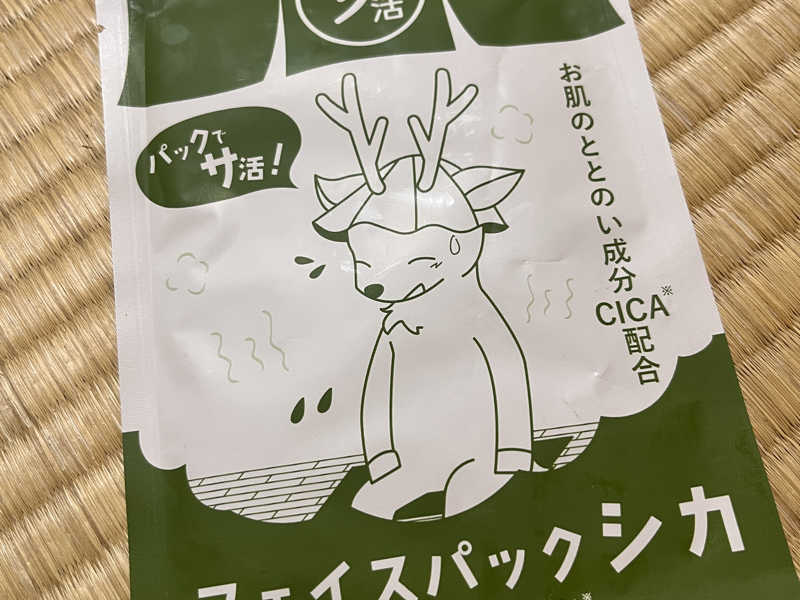 サ活
パックで
サ活!
お肌のととのい成分
CICA※
配合
フェイスパックシカ
※